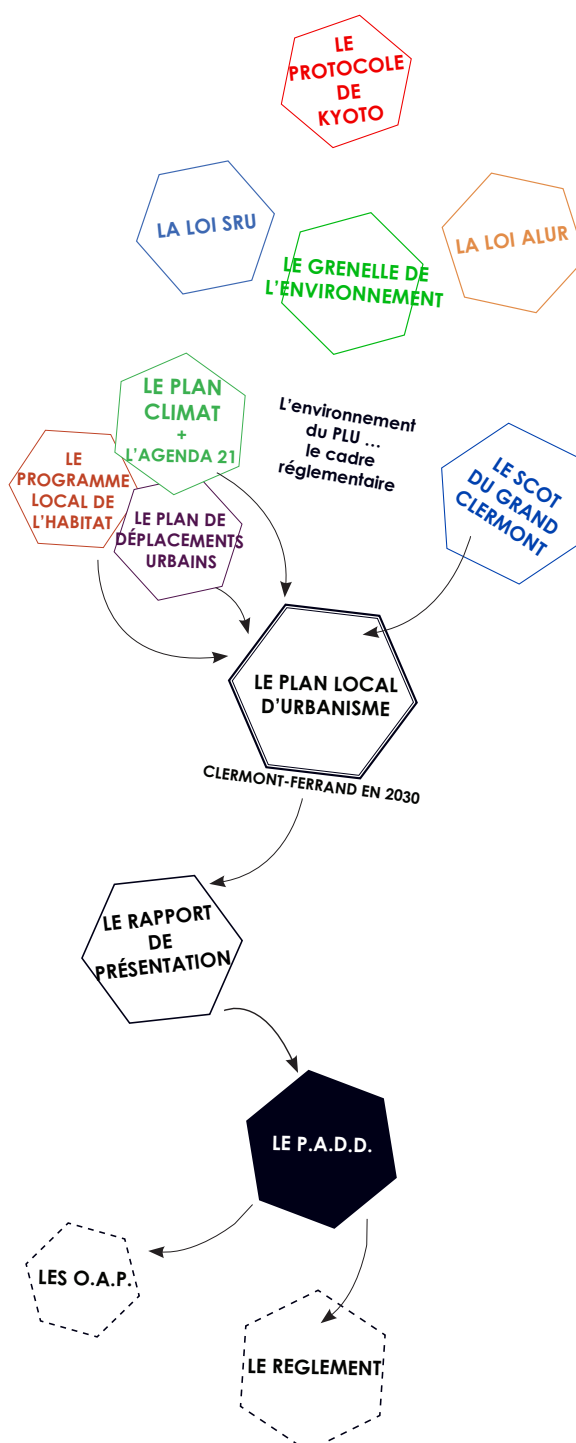 LE
PROTOCOLE
DE
KYOTO
LA LOI SRU
LA LOI ALUR
LE GRENELLE DE
L'ENVIRONNEMENT
LE PLAN
CLIMAT
+
L'AGENDA 21
L'environnement
du PLU ...
le cadre
réglementaire
LE
PROGRAMME
LOCAL DE
L'HABITAT
LE PLAN DE
DÉPLACEMENTS
URBAINS
LE SCOT
DU GRAND
CLERMONT
LE PLAN LOCAL
D'URBANISME
CLERMONT-FERRAND EN 2030
LE RAPPORT
DE
PRÉSENTATION
LE P.A.D.D.
LES O.A.P.
LE REGLEMENT